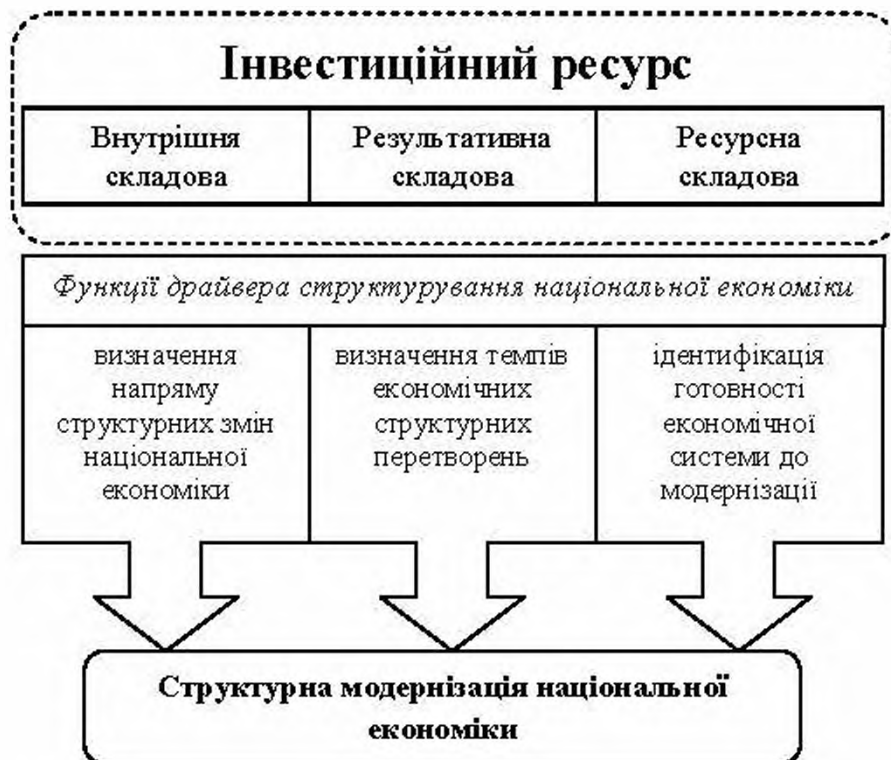 Інвестиційний ресурс
Внутрішня
складова
Результативна
складова
Ресурсна
складова
Функції драйвера структурування національної економіки
визначення
напряму
структурних змін
національної
економіки
визначення темпів
економічних
структурних
перетворень
ідентифікація
готовності
економічної
системи до
модернізації
Структурна модернізація національної
економіки